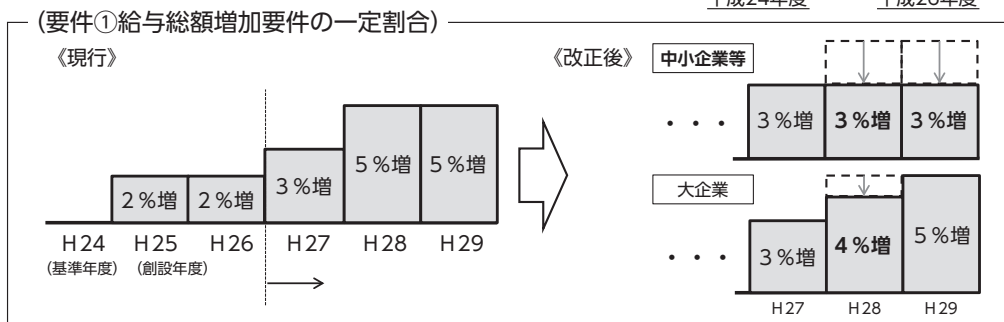 (要件①給与総額増加要件の一定割合)
《現行》
2%増
2%増
3%増
5%増
5%増
H24
H25
H26
H27
H28
H29
(基準年度)
(創設年度)
《改正後》
中小企業等
・・・
3%増
3%増
3%増
大企業
・・・
3%増
4%増
5%増
H27
H28
H29